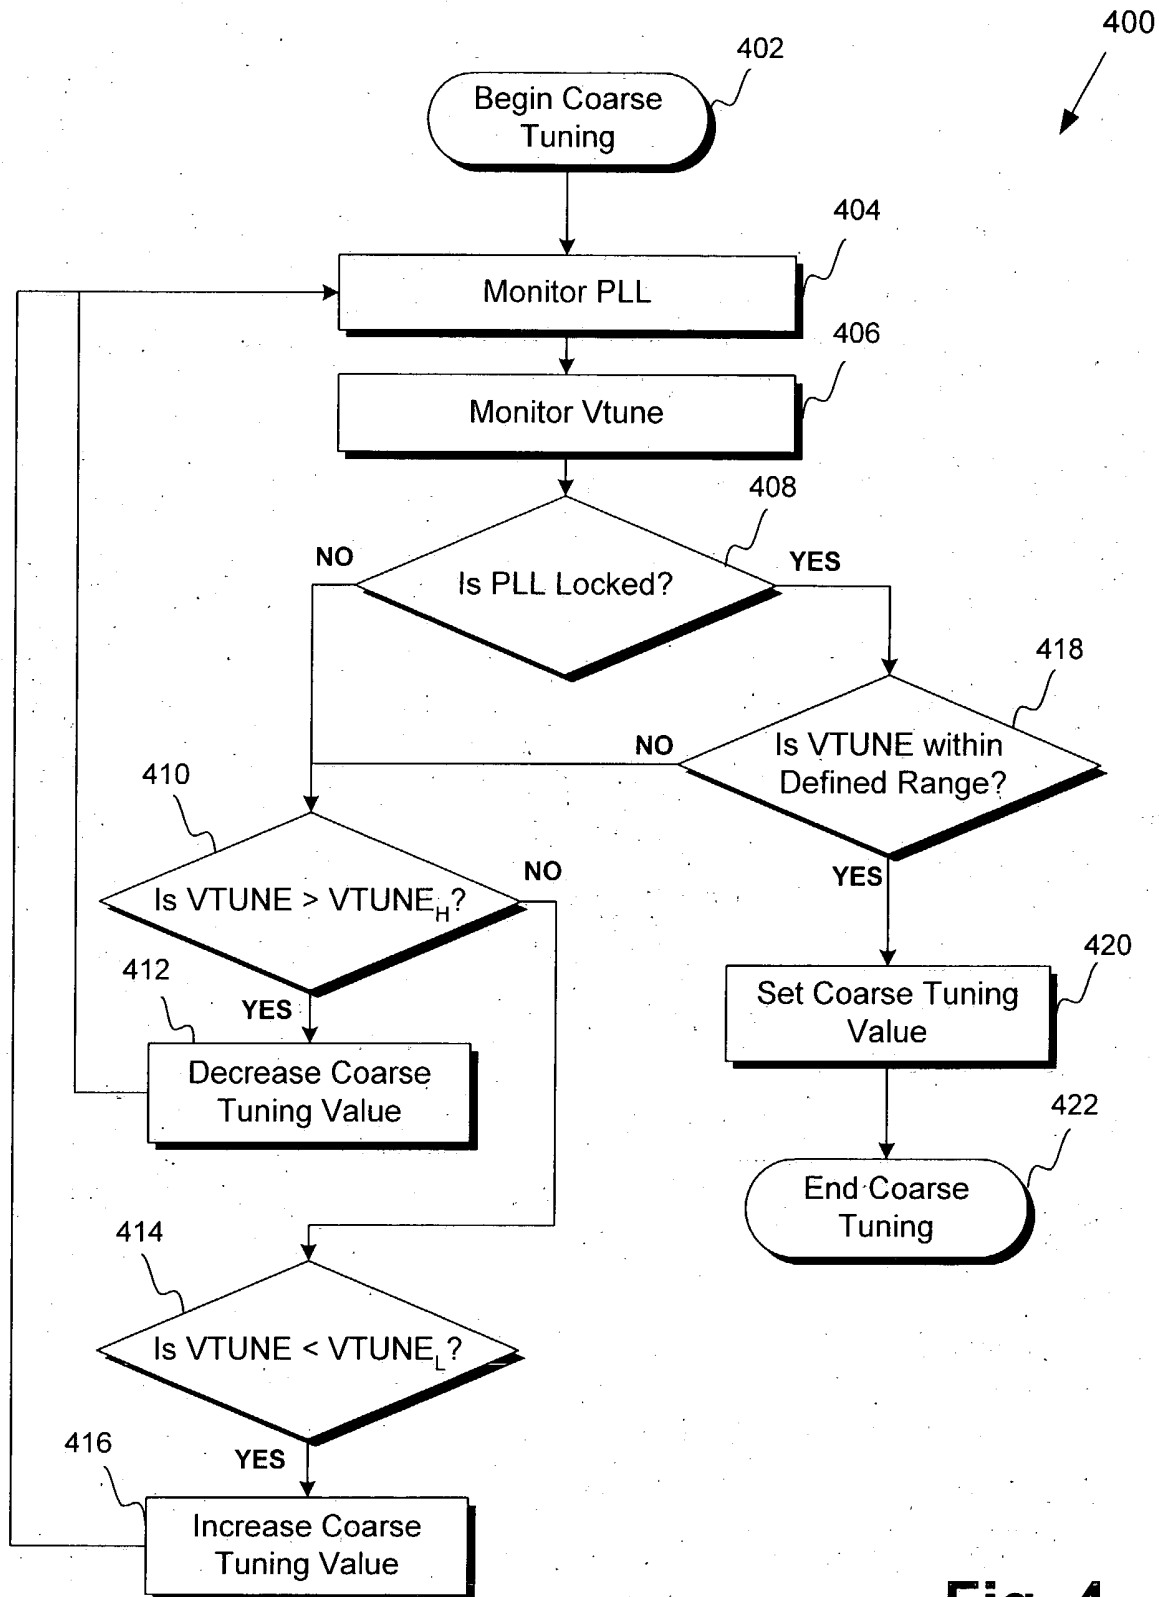 400
402
Begin Coarse
Tuning
404
Monitor PLL
406
Monitor Vtune
408
NO
YES
Is PLL Locked?
418
NO
Is VTUNE within
Defined Range?
410
NO
YES
Is VTUNE > VTUNE_H?
412
YES
420
Set Coarse Tuning
Value
Decrease Coarse
Tuning Value
422
End Coarse
Tuning
414
Is VTUNE < VTUNE_L?
416
YES
Increase Coarse
Tuning Value